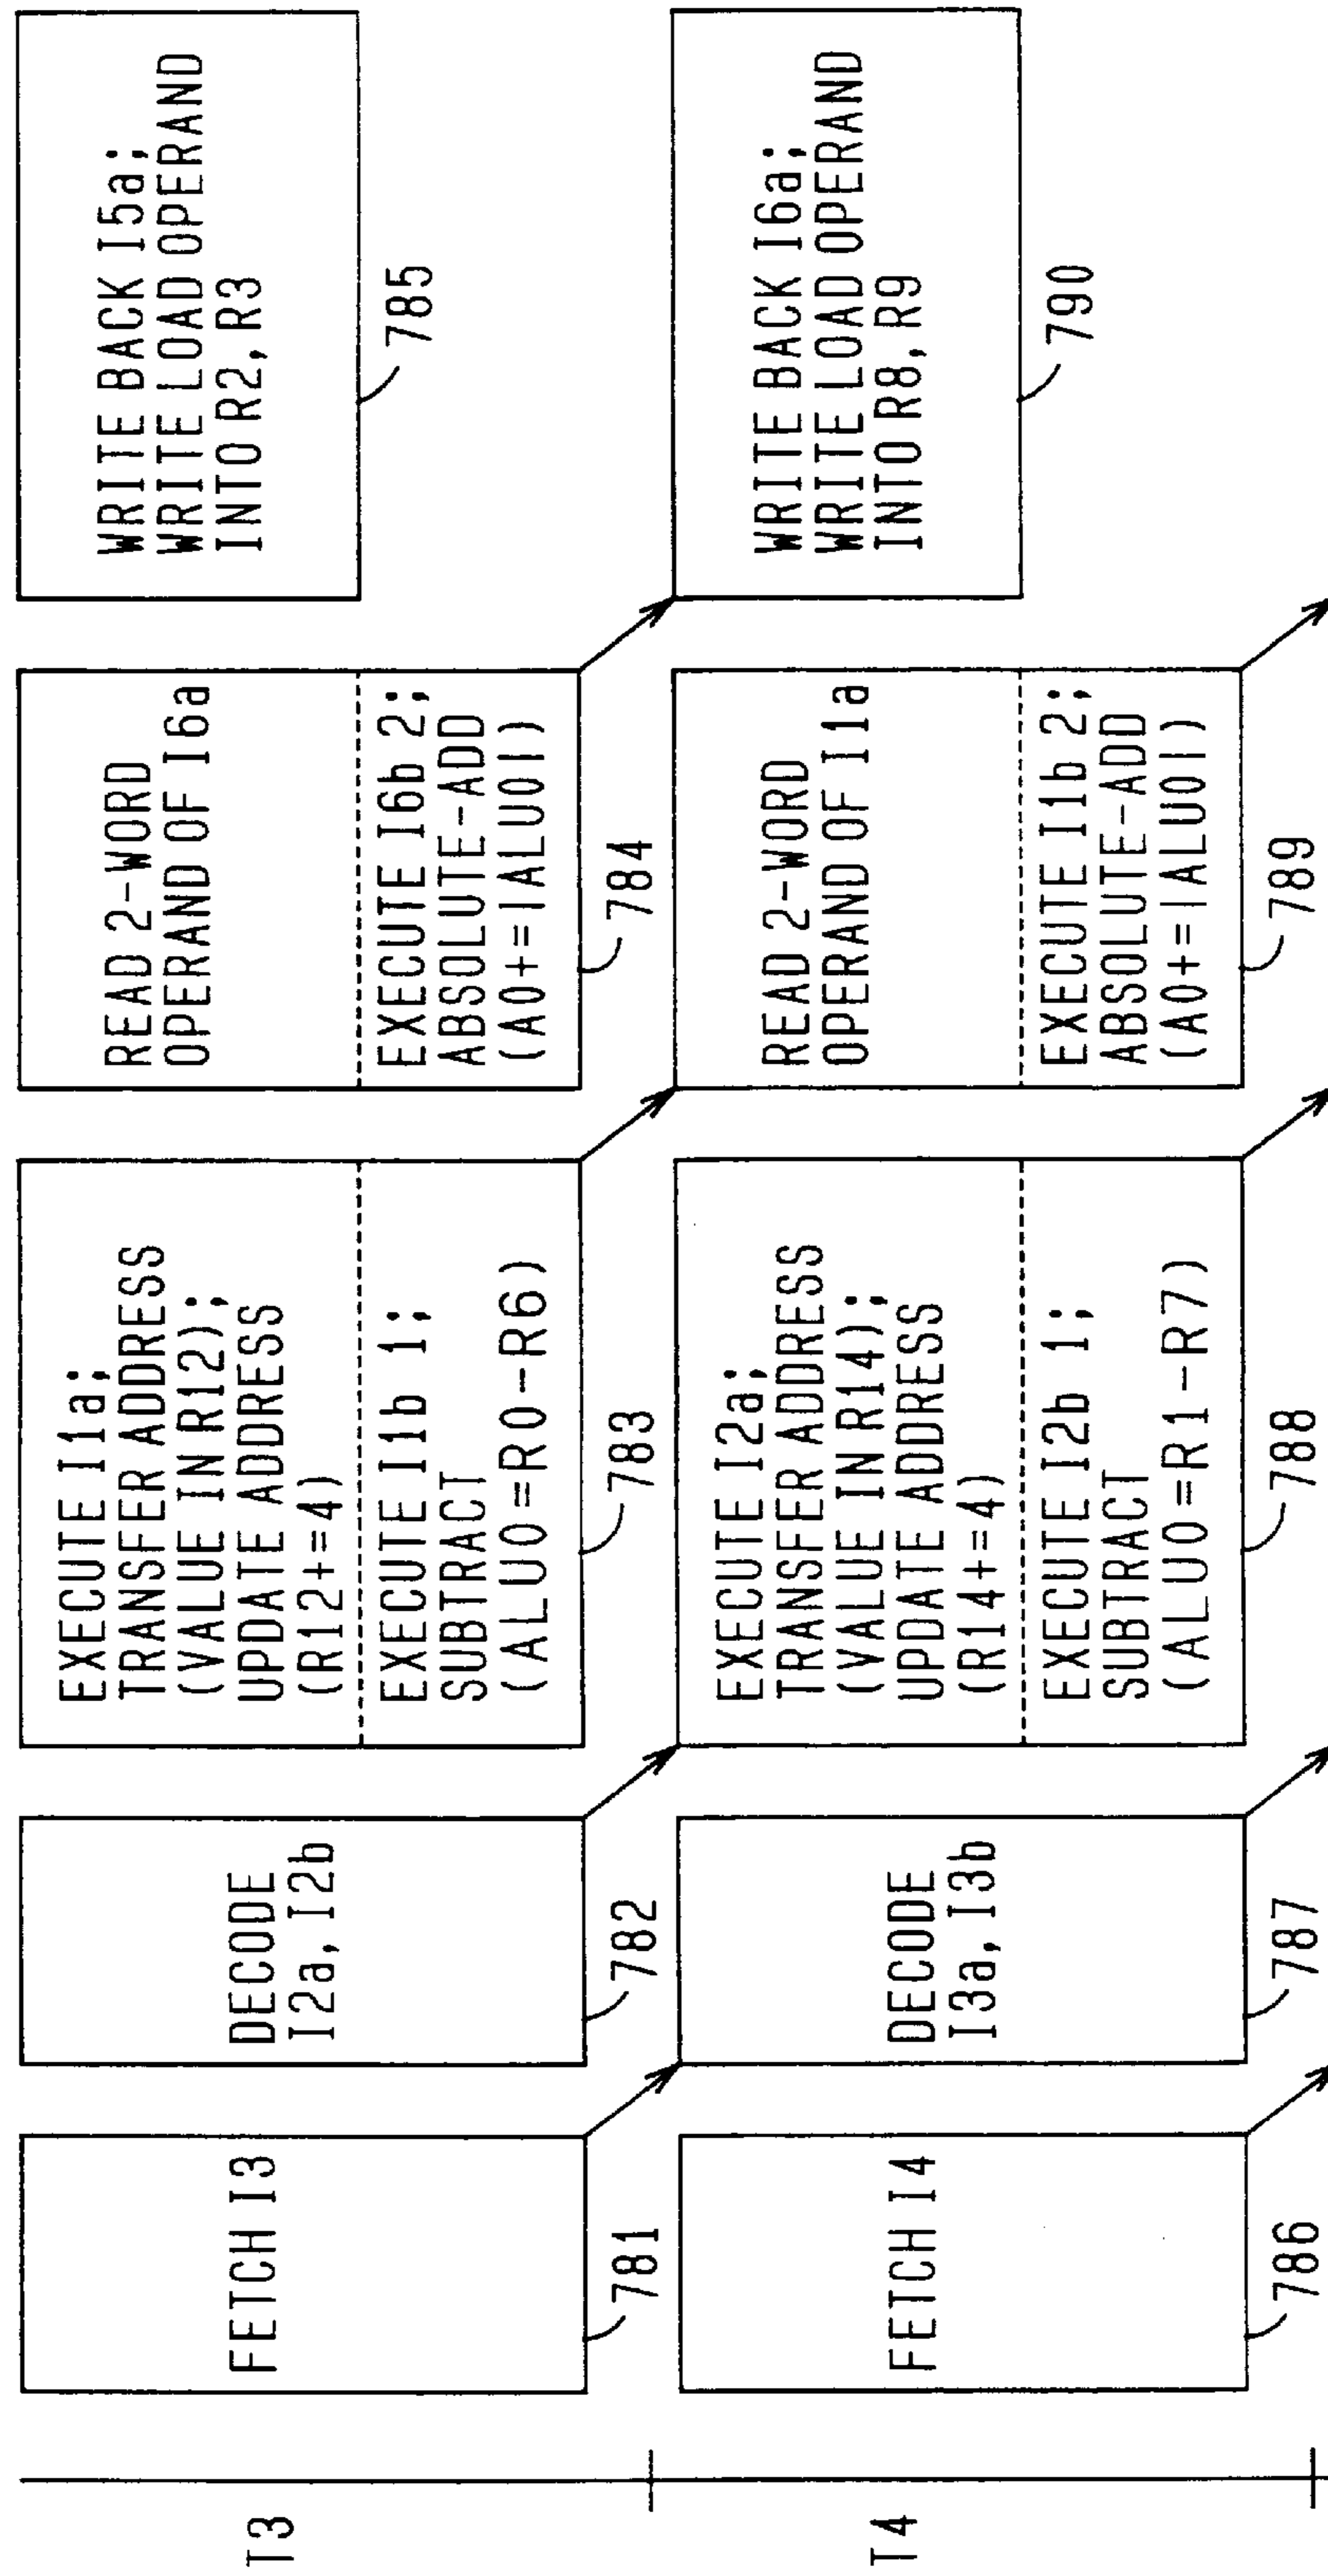 T3
FETCH I3
781
DECODE
I2a, I2b
782
EXECUTE I1a;
TRANSFER ADDRESS
(VALUE IN R12);
UPDATE ADDRESS
(R12+=4)
EXECUTE I1b 1;
SUBTRACT
(ALU0=R0-R6)
783
READ 2-WORD
OPERAND OF I6a
EXECUTE I6b 2;
ABSOLUTE-ADD
(A0+=|ALU0|)
784
WRITE BACK I5a;
WRITE LOAD OPERAND
INTO R2, R3
785
T4
FETCH I4
786
DECODE
I3a, I3b
787
EXECUTE I2a;
TRANSFER ADDRESS
(VALUE IN R14);
UPDATE ADDRESS
(R14+=4)
EXECUTE I2b 1;
SUBTRACT
(ALU0=R1-R7)
788
READ 2-WORD
OPERAND OF I1a
EXECUTE I1b 2;
ABSOLUTE-ADD
(A0+=|ALU0|)
789
WRITE BACK I6a;
WRITE LOAD OPERAND
INTO R8, R9
790